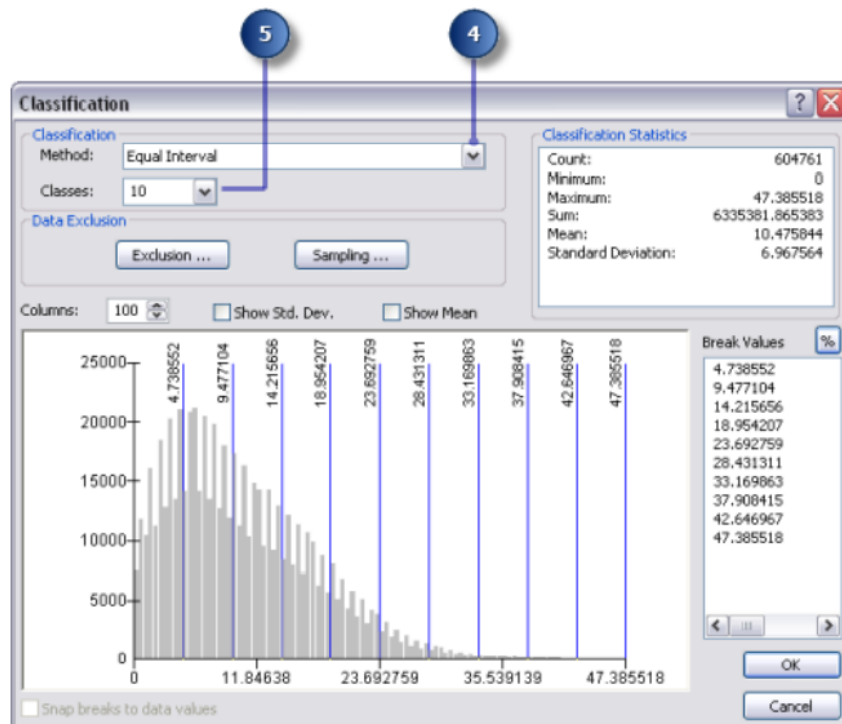 5
4
Classification
?
X
Classification
Method:
Equal Interval
Classes:
10
Data Exclusion
Exclusion ...
Sampling ...
Classification Statistics
Count: 604761
Minimum: 0
Maximum: 47.385518
Sum: 6335381.865383
Mean: 10.475844
Standard Deviation: 6.967564
Columns:
100
Show Std. Dev.
Show Mean
25000
20000
15000
10000
5000
0
4.738552
9.477104
14.215656
18.954207
23.692759
28.431311
33.169863
37.908415
42.646967
47.385518
0
11.84638
23.692759
35.539139
47.385518
Break Values
%
4.738552
9.477104
14.215656
18.954207
23.692759
28.431311
33.169863
37.908415
42.646967
47.385518
Snap breaks to data values
OK
Cancel